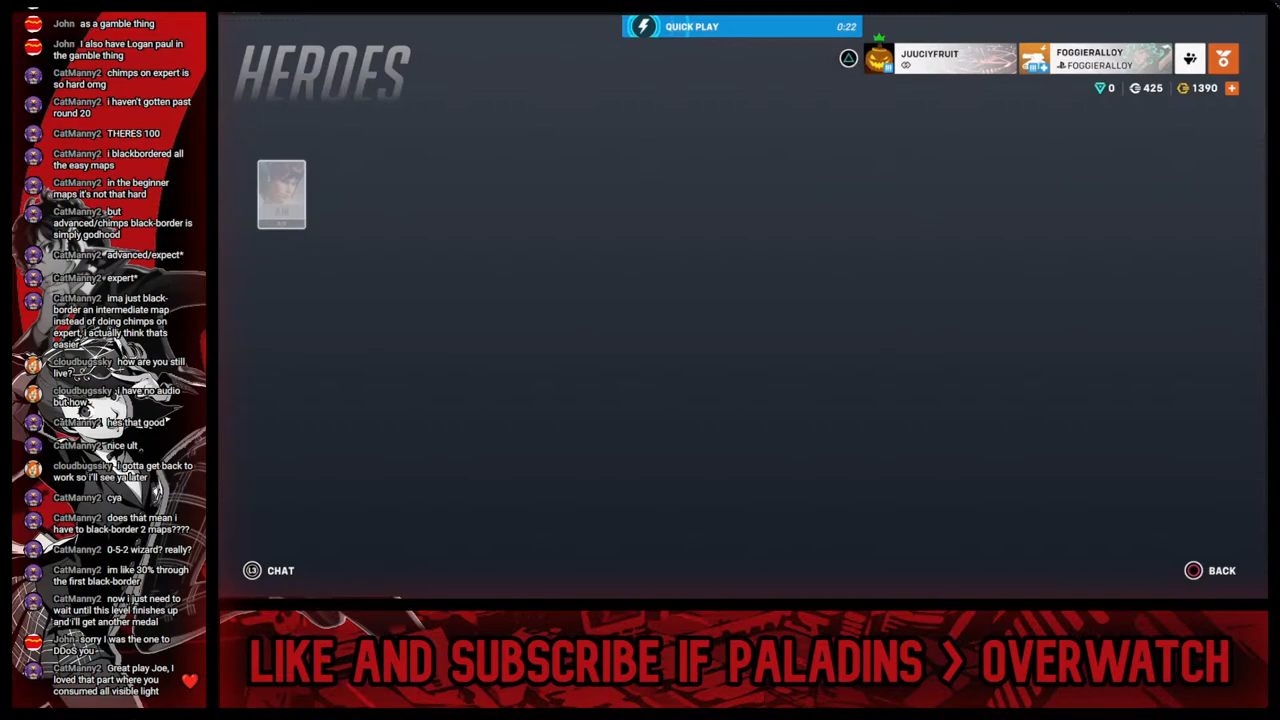 John as a gamble thing
John I also have Logan paul in
the gamble thing
CatManny2 chimps on expert is
so hard omg
CatManny2 i haven't gotten past
round 20
CatManny2 THERES 100
CatManny2 i blackbordered all
the easy maps
CatManny2 in the beginner
maps it's not that hard
CatManny2 but
advanced/chimps black-border is
simply godhood
CatManny2 advanced/expect*
CatManny2 expert*
CatManny2 ima just black-
border an intermediate map
instead of doing chimps on
expert, i actually think thats
easier
cloudbugssky how are you still
live?
cloudbugssky i have no audio
but how
CatManny2 hes that good
CatManny2 nice ult
cloudbugssky I gotta get back to
work so i'll see ya later
CatManny2 cya
CatManny2 does that mean i
have to black-border 2 maps????
CatManny2 0-5-2 wizard? really?
CatManny2 im like 30% through
the first black-border
CatManny2 now i just need to
wait until this level finishes up
and i'll get another medal
John sorry I was the one to
DDoS you
CatManny2 Great play Joe, I
loved that part where you
consumed all visible light
QUICK PLAY 0:22
HEROES
JUUCIYFRUIT
FOGGIERALLOY
FOGGIERALLOY
0 425 1390 +
L3 CHAT
BACK
LIKE AND SUBSCRIBE IF PALADINS > OVERWATCH